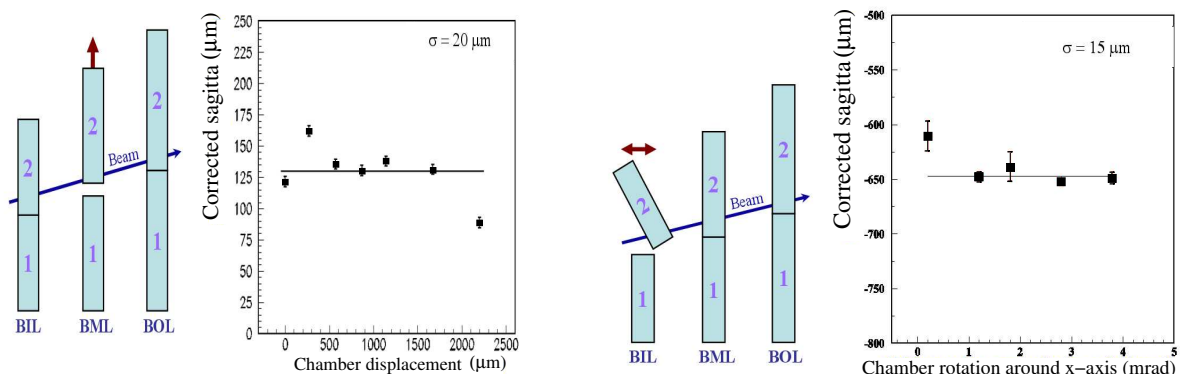 2
2
2
Beam
1
1
1
BIL BML BOL
Corrected sagitta (μm)
250
225
200
175
150
125
100
75
50
25
0
σ = 20 μm
0 500 1000 1500 2000 2500
Chamber displacement (μm)
2
2
2
Beam
1
1
1
BIL BML BOL
Corrected sagitta (μm)
-500
-550
-600
-650
-700
-750
-800
σ = 15 μm
0 1 2 3 4 5
Chamber rotation around x−axis (mrad)